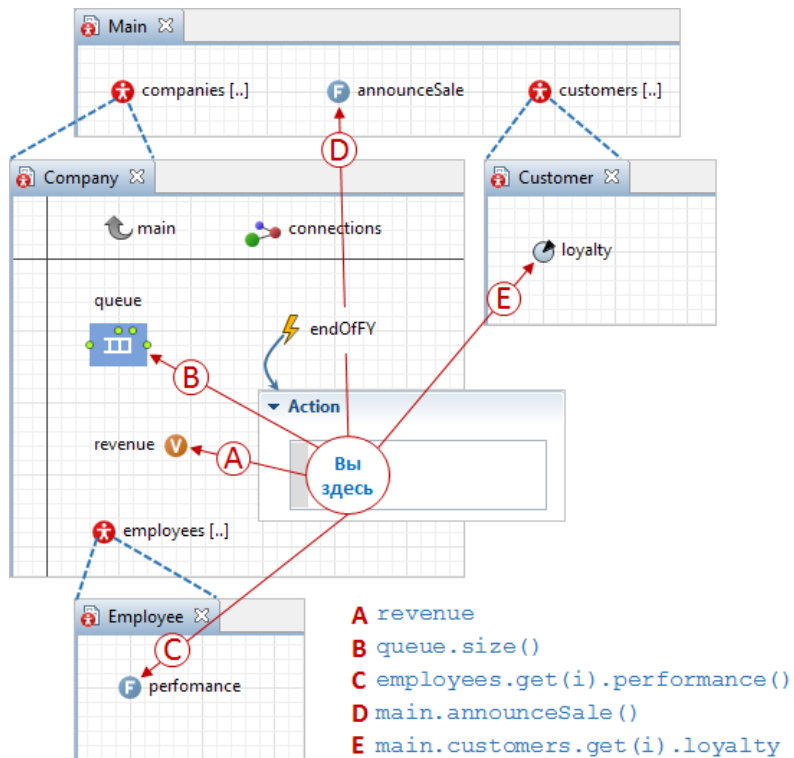 Main
companies [..]
announceSale
customers [..]
D
Company
Customer
main
connections
loyalty
E
queue
endOfFY
B
Action
revenue
V
A
Вы
здесь
employees [..]
Employee
C
F
perfomance
F
A revenue
B queue.size()
C employees.get(i).performance()
D main.announceSale()
E main.customers.get(i).loyalty